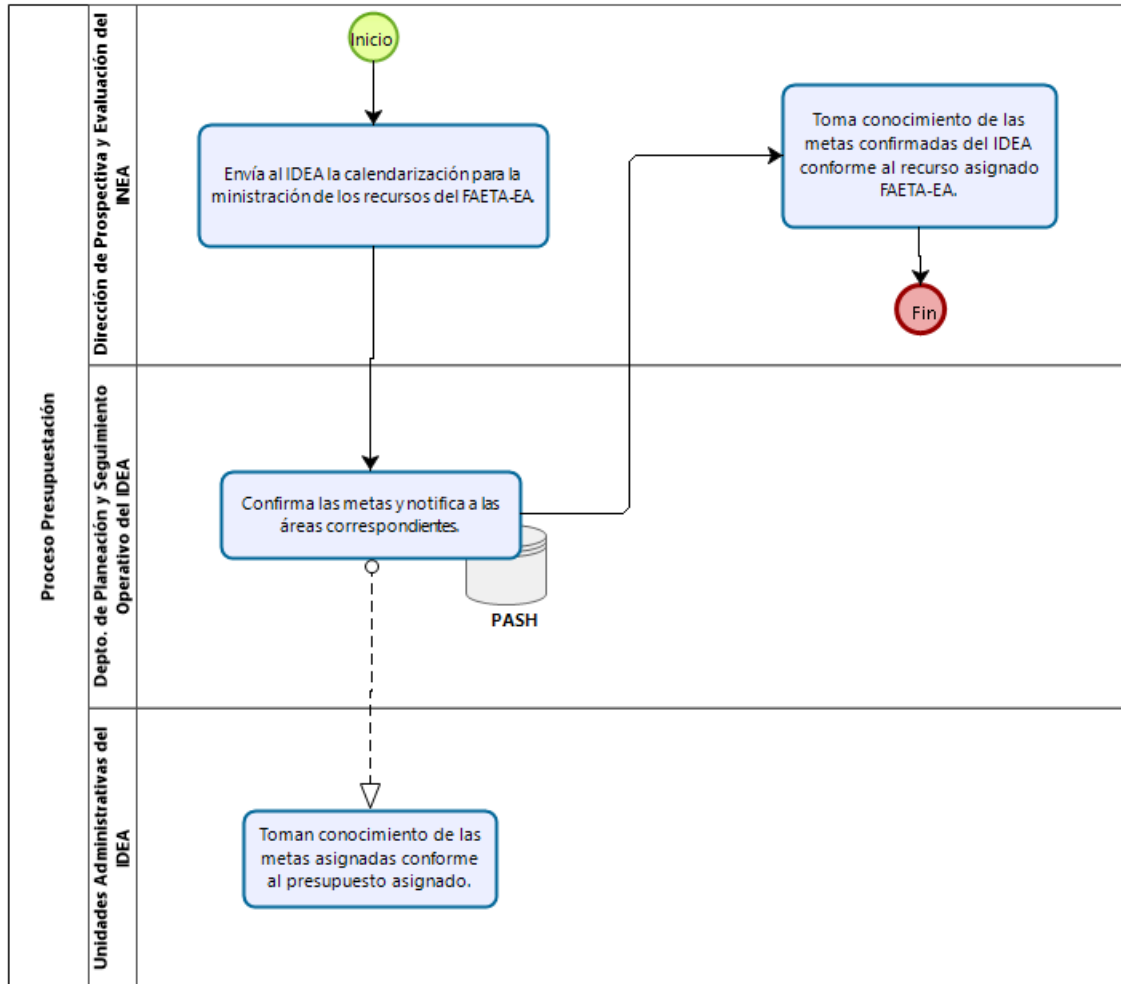 Proceso Presupuestación
Dirección de Prospectiva y Evaluación del
INEA
Inicio
Envía al IDEA la calendarización para la
ministración de los recursos del FAETA-EA.
Toma conocimiento de las
metas confirmadas del IDEA
conforme al recurso asignado
FAETA-EA.
Fin
Depto. de Planeación y Seguimiento
Operativo del IDEA
Confirma las metas y notifica a las
áreas correspondientes.
PASH
Unidades Administrativas del
IDEA
Toman conocimiento de las
metas asignadas conforme
al presupuesto asignado.